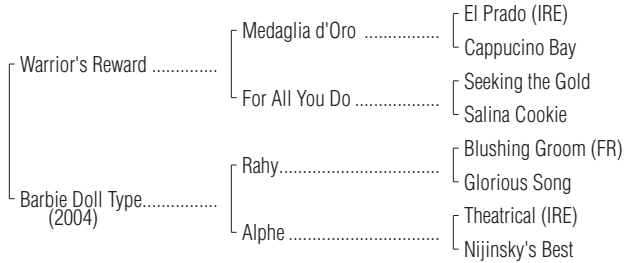 El Prado (IRE)
Medaglia d'Oro ................
Cappucino Bay
Warrior's Reward ..............
Seeking the Gold
For All You Do ..................
Salina Cookie
Blushing Groom (FR)
Rahy..................................
Glorious Song
Barbie Doll Type................
(2004)
Theatrical (IRE)
Alphe ................................
Nijinsky's Best